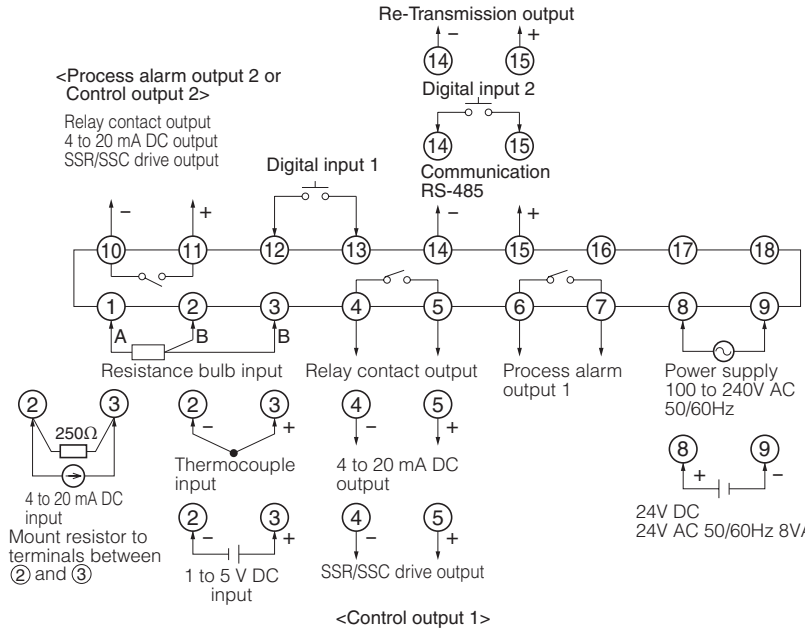 Re-Transmission output
− +
14 15
<Process alarm output 2 or
Control output 2>
Digital input 2
Relay contact output
4 to 20 mA DC output
SSR/SSC drive output
14 15
Digital input 1
Communication
RS-485
− + − +
10 11 12 13 14 15 16 17 18
1 2 3 4 5 6 7 8 9
A B B
Resistance bulb input
Relay contact output
Process alarm
output 1
Power supply
100 to 240V AC
50/60Hz
2 3
250Ω
4 to 20 mA DC
input
Mount resistor to
terminals between
2 and 3
2 3
− +
Thermocouple
input
4 5
− +
4 to 20 mA DC
output
8 9
+ −
24V DC
24V AC 50/60Hz 8VA
2 3
− +
1 to 5 V DC
input
4 5
− +
SSR/SSC drive output
<Control output 1>